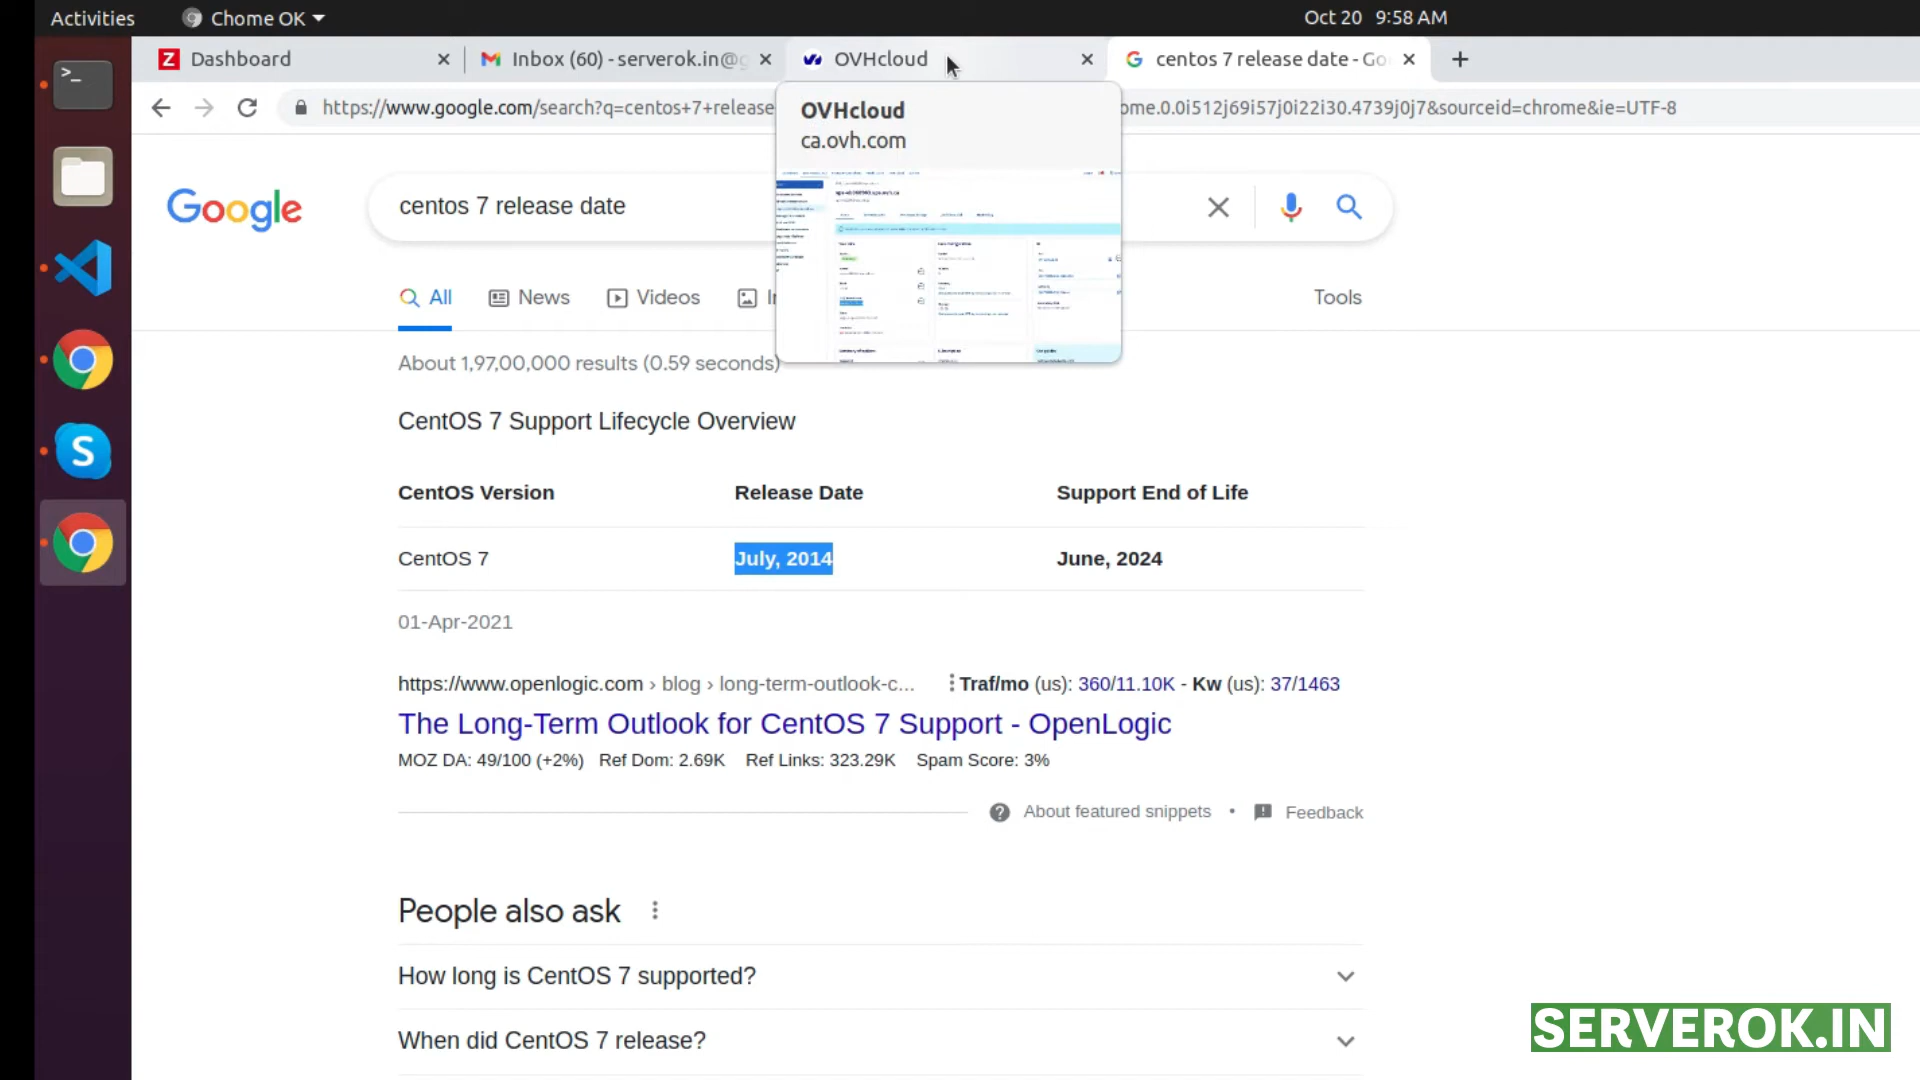 Activities
Chome OK
Oct 20 9:58 AM
Dashboard
Inbox (60) - serverok.in@g
OVHcloud
centos 7 release date - Go
https://www.google.com/search?q=centos+7+release
ome.0.0i512j69i57j0i22i30.4739j0j7&sourceid=chrome&ie=UTF-8
OVHcloud
ca.ovh.com
Google
centos 7 release date
All
News
Videos
Tools
About 1,97,00,000 results (0.59 seconds)
CentOS 7 Support Lifecycle Overview
CentOS Version Release Date Support End of Life
CentOS 7 July, 2014 June, 2024
01-Apr-2021
https://www.openlogic.com › blog › long-term-outlook-c... Traf/mo (us): 360/11.10K - Kw (us): 37/1463
The Long-Term Outlook for CentOS 7 Support - OpenLogic
MOZ DA: 49/100 (+2%) Ref Dom: 2.69K Ref Links: 323.29K Spam Score: 3%
About featured snippets • Feedback
People also ask
How long is CentOS 7 supported?
When did CentOS 7 release?
SERVEROK.IN